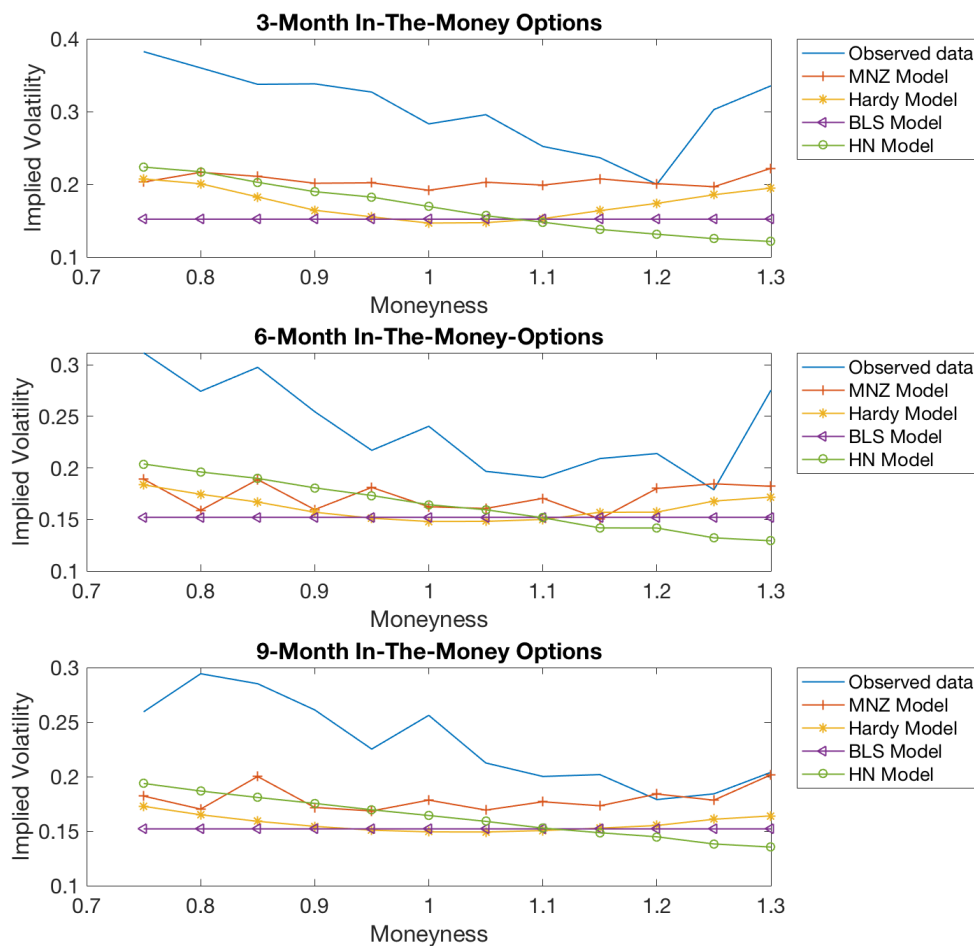 3-Month In-The-Money Options
0.4
0.3
0.2
0.1
Implied Volatility
0.7
0.8
0.9
1
1.1
1.2
1.3
Moneyness
Observed data
MNZ Model
Hardy Model
BLS Model
HN Model
6-Month In-The-Money-Options
0.3
0.25
0.2
0.15
0.1
Implied Volatility
0.7
0.8
0.9
1
1.1
1.2
1.3
Moneyness
Observed data
MNZ Model
Hardy Model
BLS Model
HN Model
9-Month In-The-Money Options
0.3
0.25
0.2
0.15
0.1
Implied Volatility
0.7
0.8
0.9
1
1.1
1.2
1.3
Moneyness
Observed data
MNZ Model
Hardy Model
BLS Model
HN Model